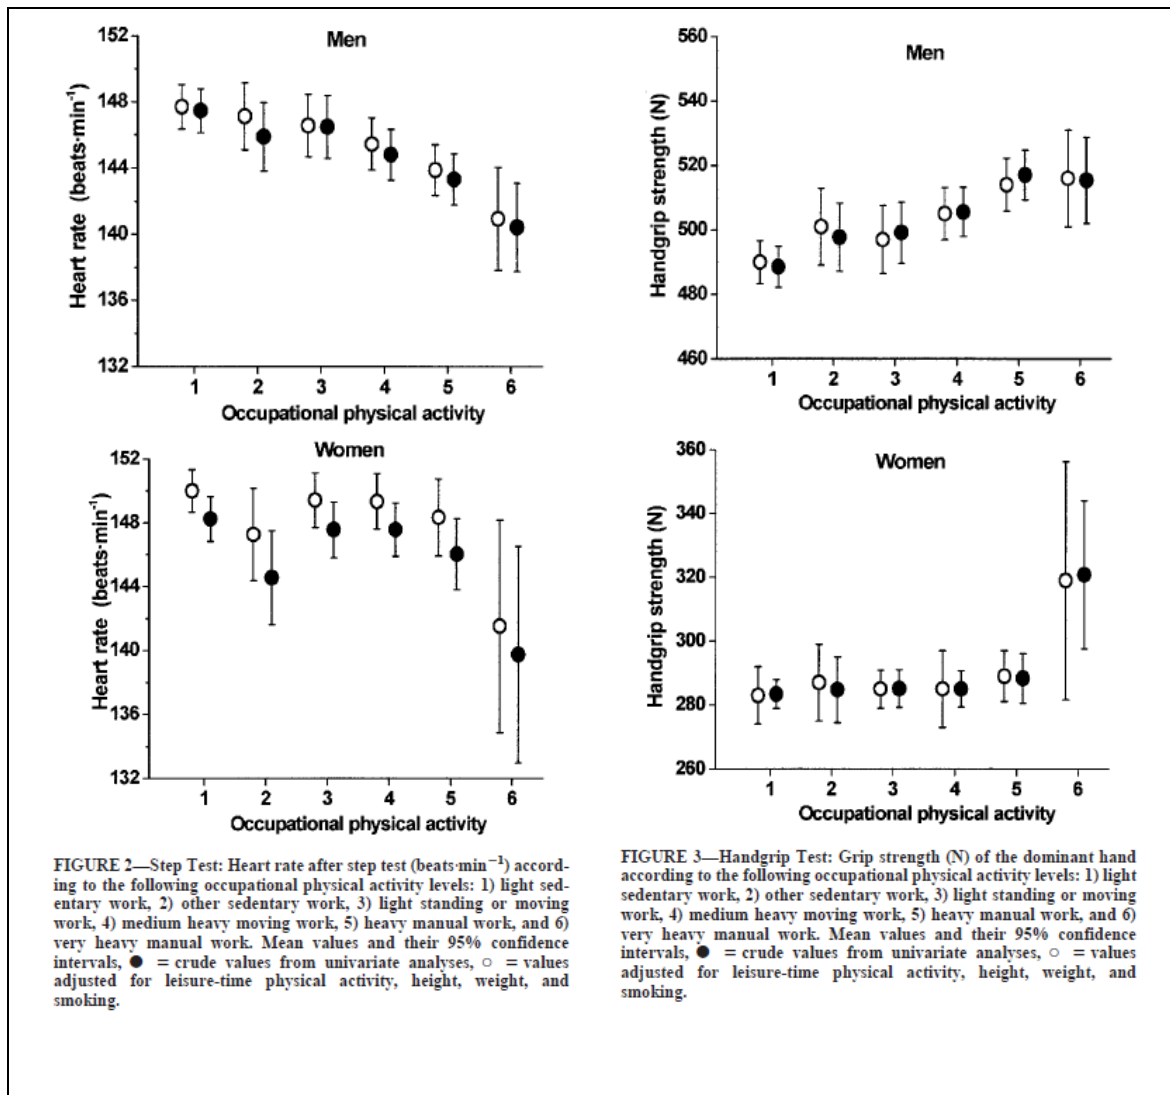 Men
Heart rate (beats·min⁻¹)
152
148
144
140
136
132
1 2 3 4 5 6
Occupational physical activity
Women
Heart rate (beats·min⁻¹)
152
148
144
140
136
132
1 2 3 4 5 6
Occupational physical activity
FIGURE 2—Step Test: Heart rate after step test (beats·min⁻¹) accord-
ing to the following occupational physical activity levels: 1) light sed-
entary work, 2) other sedentary work, 3) light standing or moving
work, 4) medium heavy moving work, 5) heavy manual work, and 6)
very heavy manual work. Mean values and their 95% confidence
intervals, ● = crude values from univariate analyses, ○ = values
adjusted for leisure-time physical activity, height, weight, and
smoking.
Men
Handgrip strength (N)
560
540
520
500
480
460
1 2 3 4 5 6
Occupational physical activity
Women
Handgrip strength (N)
360
340
320
300
280
260
1 2 3 4 5 6
Occupational physical activity
FIGURE 3—Handgrip Test: Grip strength (N) of the dominant hand
according to the following occupational physical activity levels: 1) light
sedentary work, 2) other sedentary work, 3) light standing or moving
work, 4) medium heavy moving work, 5) heavy manual work, and 6)
very heavy manual work. Mean values and their 95% confidence
intervals, ● = crude values from univariate analyses, ○ = values
adjusted for leisure-time physical activity, height, weight, and
smoking.